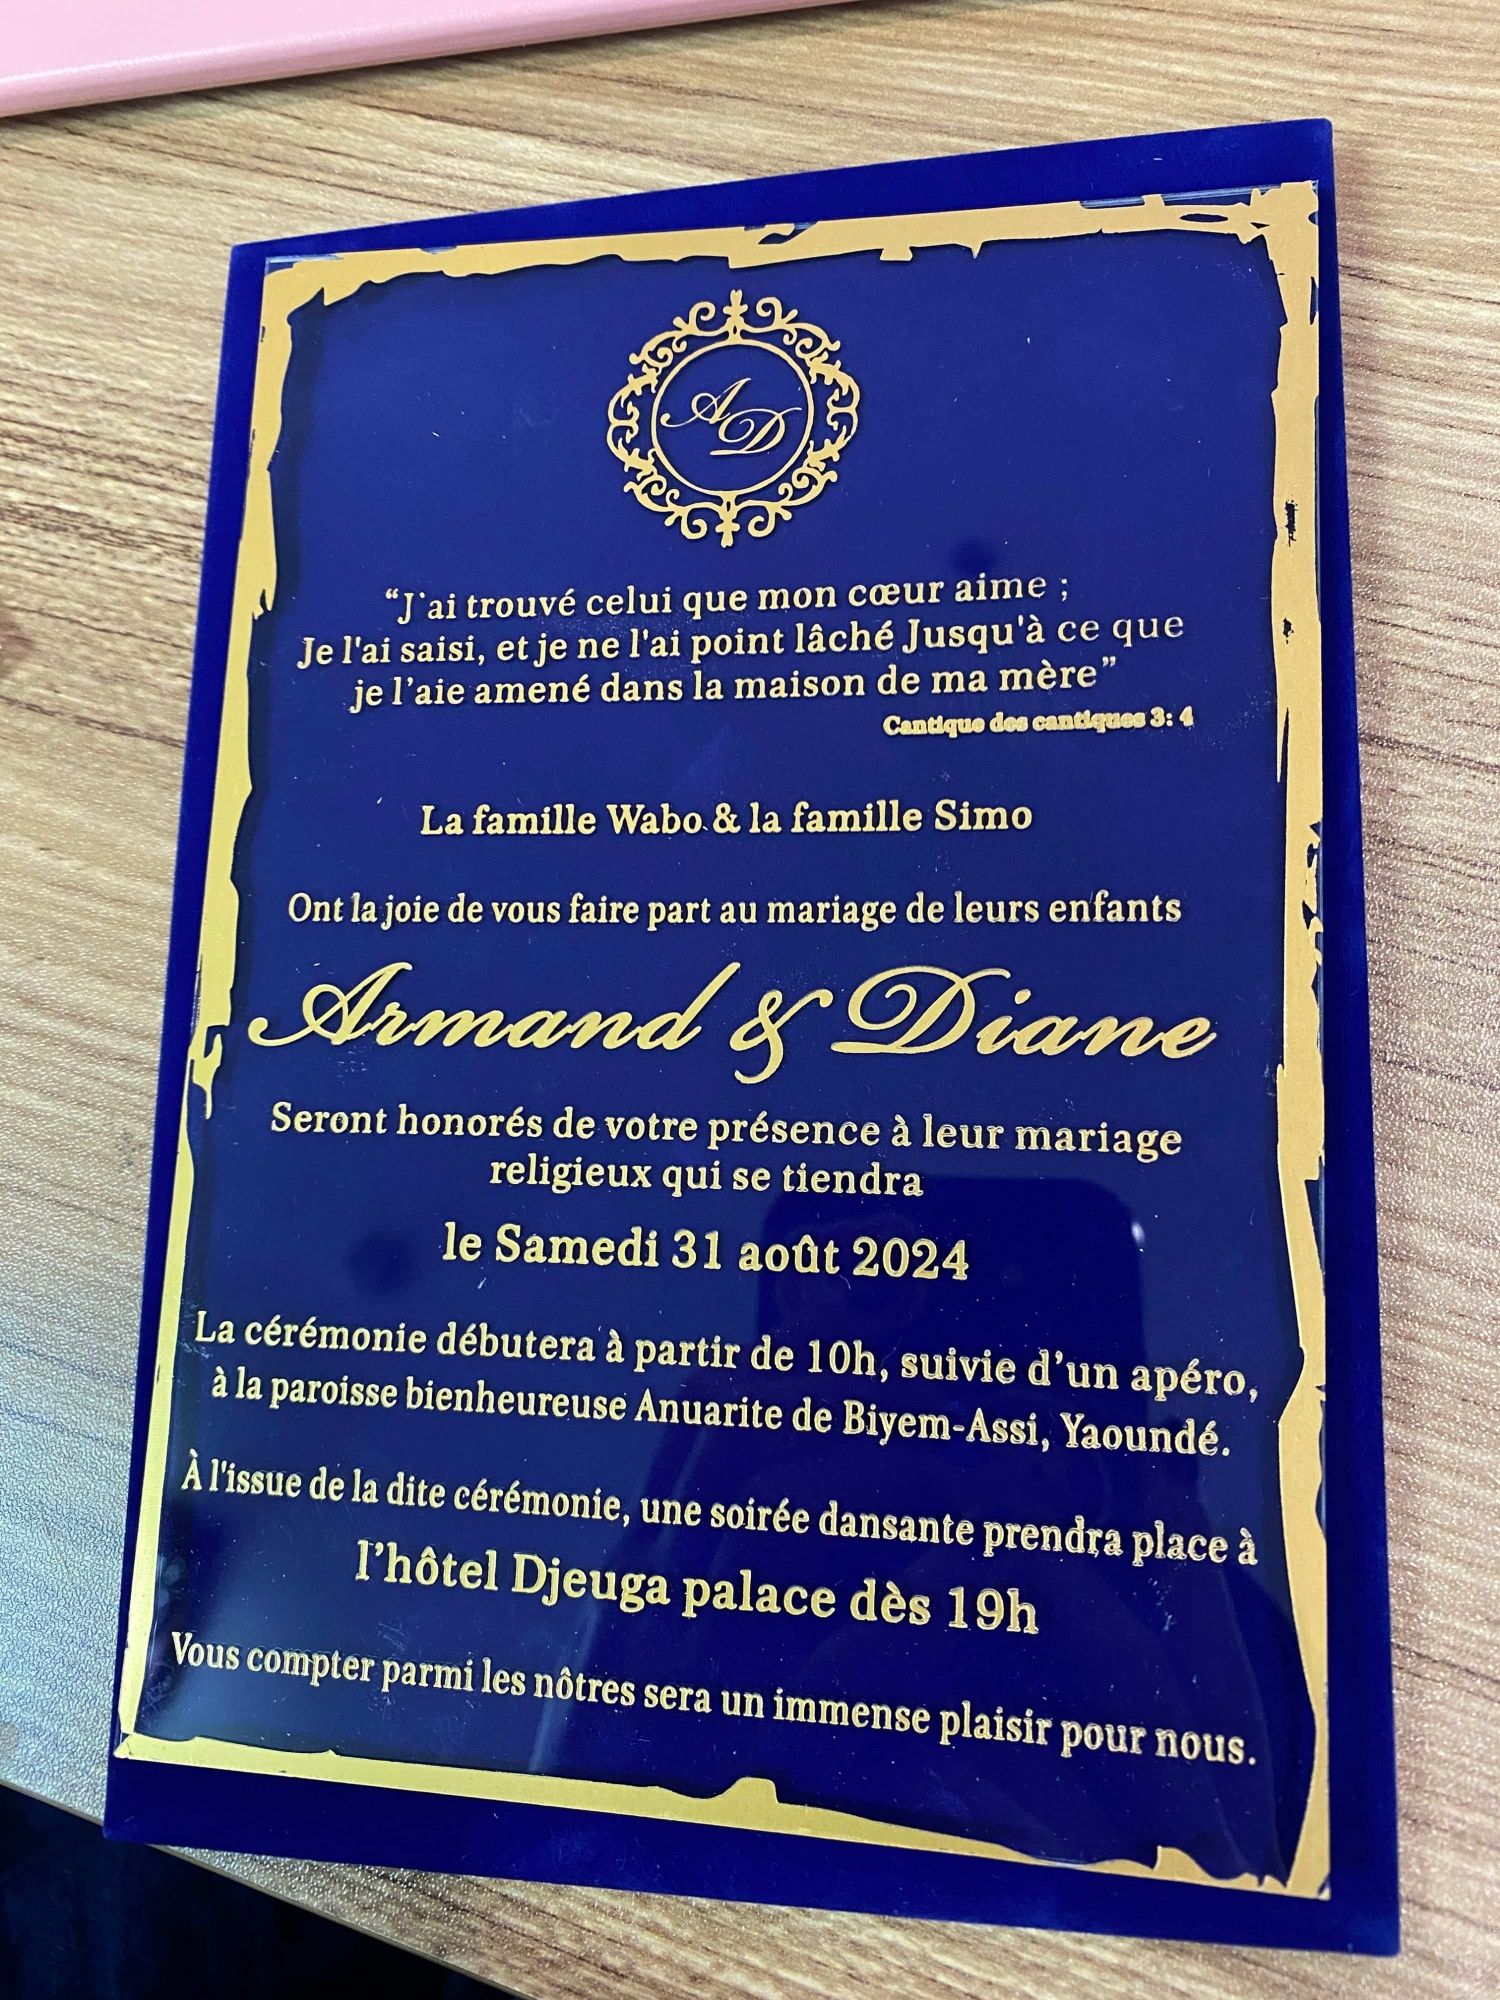 AD
“J`ai trouvé celui que mon cœur aime ;
Je l'ai saisi, et je ne l'ai point lâché Jusqu'à ce que
je l’aie amené dans la maison de ma mère”
Cantique des cantiques 3: 4
La famille Wabo & la famille Simo
Ont la joie de vous faire part au mariage de leurs enfants
Armand & Diane
Seront honorés de votre présence à leur mariage
religieux qui se tiendra
le Samedi 31 août 2024
La cérémonie débutera à partir de 10h, suivie d’un apéro,
à la paroisse bienheureuse Anuarite de Biyem-Assi, Yaoundé.
À l'issue de la dite cérémonie, une soirée dansante prendra place à
l’hôtel Djeuga palace dès 19h
Vous compter parmi les nôtres sera un immense plaisir pour nous.